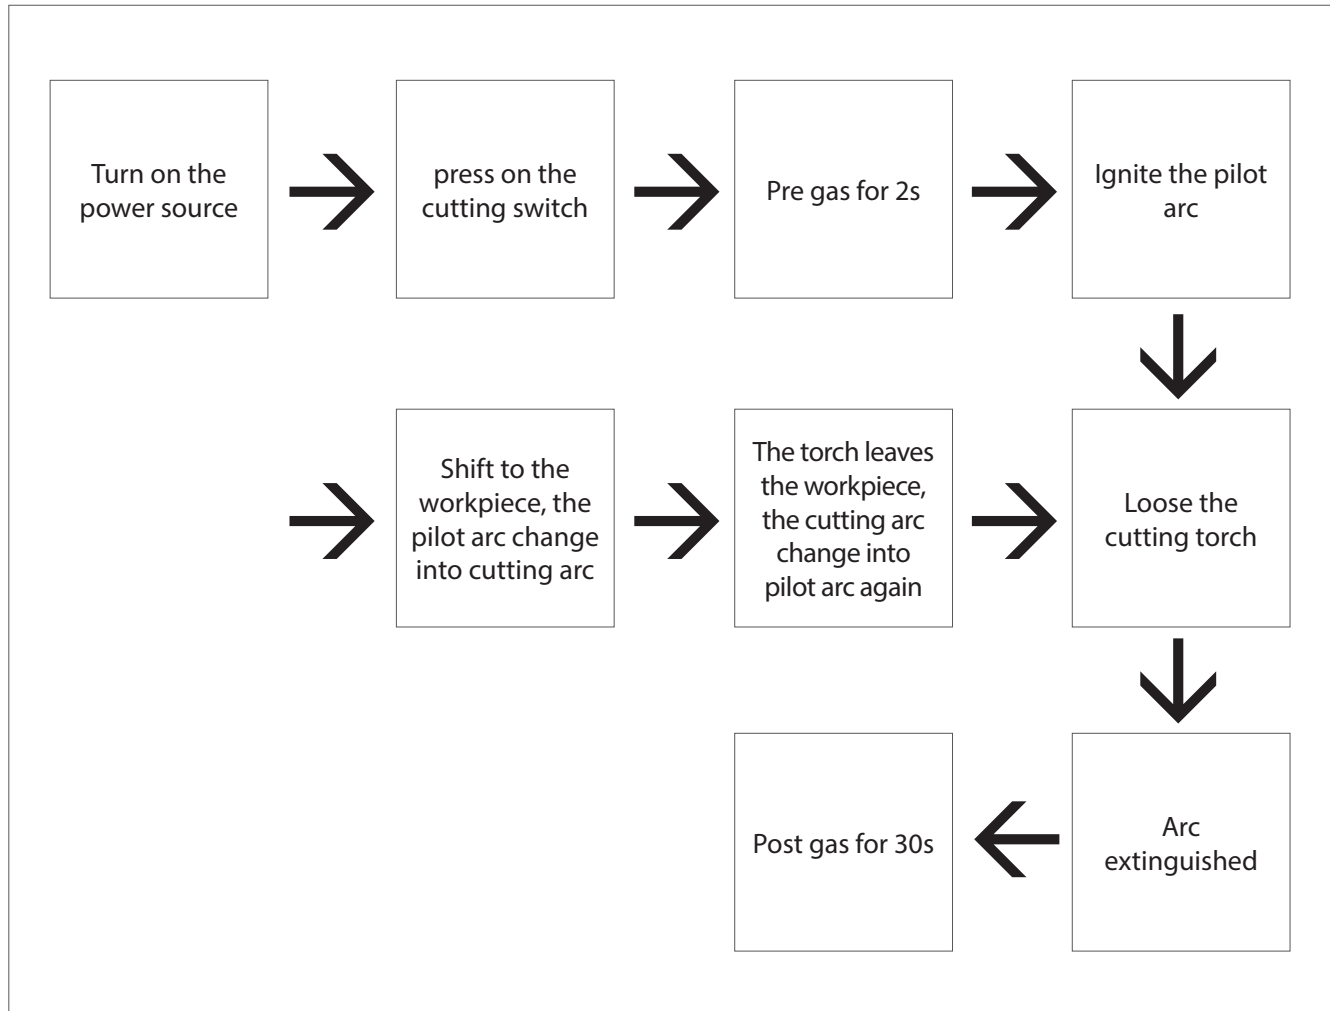 Turn on the
power source
press on the
cutting switch
Pre gas for 2s
Ignite the pilot
arc
Shift to the
workpiece, the
pilot arc change
into cutting arc
The torch leaves
the workpiece,
the cutting arc
change into
pilot arc again
Loose the
cutting torch
Post gas for 30s
Arc
extinguished